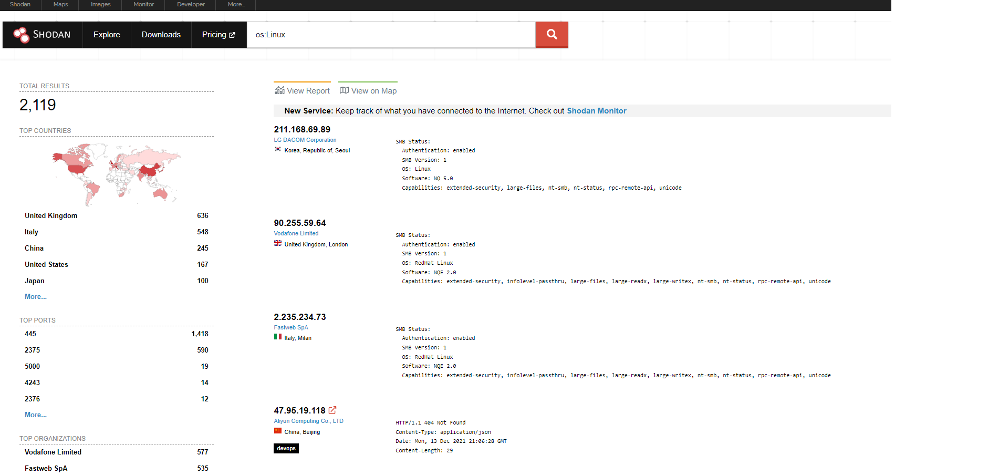 Shodan
Maps
Images
Monitor
Developer
More...
SHODAN
Explore
Downloads
Pricing
os:Linux
TOTAL RESULTS
2,119
TOP COUNTRIES
United Kingdom 636
Italy 548
China 245
United States 167
Japan 100
More...
TOP PORTS
445 1,418
2375 590
5000 19
4243 14
2376 12
More...
TOP ORGANIZATIONS
Vodafone Limited 577
Fastweb SpA 535
View Report
View on Map
New Service: Keep track of what you have connected to the Internet. Check out Shodan Monitor
211.168.69.89
LG DACOM Corporation
Korea, Republic of, Seoul
SMB Status:
Authentication: enabled
SMB Version: 1
OS: Linux
Software: NQ 5.0
Capabilities: extended-security, large-files, nt-smb, nt-status, rpc-remote-api, unicode
90.255.59.64
Vodafone Limited
United Kingdom, London
SMB Status:
Authentication: enabled
SMB Version: 1
OS: RedHat Linux
Software: NQE 2.0
Capabilities: extended-security, infolevel-passthru, large-files, large-readx, large-writex, nt-smb, nt-status, rpc-remote-api, unicode
2.235.234.73
Fastweb SpA
Italy, Milan
SMB Status:
Authentication: enabled
SMB Version: 1
OS: RedHat Linux
Software: NQE 2.0
Capabilities: extended-security, infolevel-passthru, large-files, large-readx, large-writex, nt-smb, nt-status, rpc-remote-api, unicode
47.95.19.118
Aliyun Computing Co., LTD
China, Beijing
devops
HTTP/1.1 404 Not Found
Content-Type: application/json
Date: Mon, 13 Dec 2021 21:06:28 GMT
Content-Length: 29